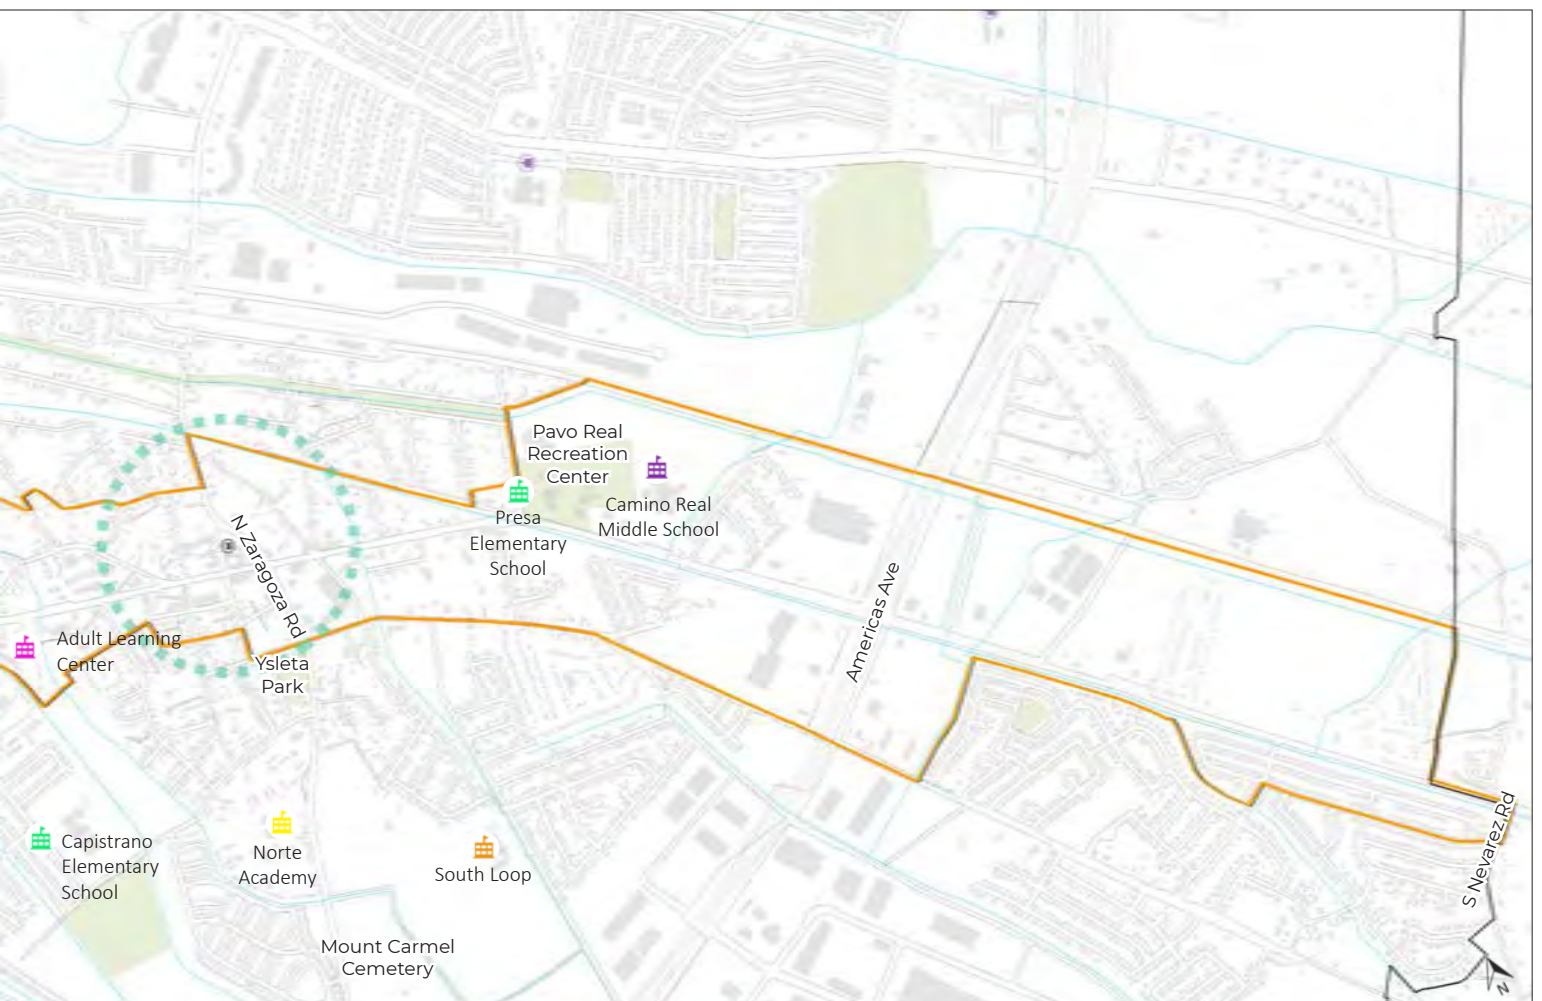 Pavo Real
Recreation
Center
Camino Real
Middle School
Presa
Elementary
School
N Zaragoza Rd
Americas Ave
Adult Learning
Center
Ysleta
Park
Capistrano
Elementary
School
Norte
Academy
South Loop
S Nevarez Rd
Mount Carmel
Cemetery
N